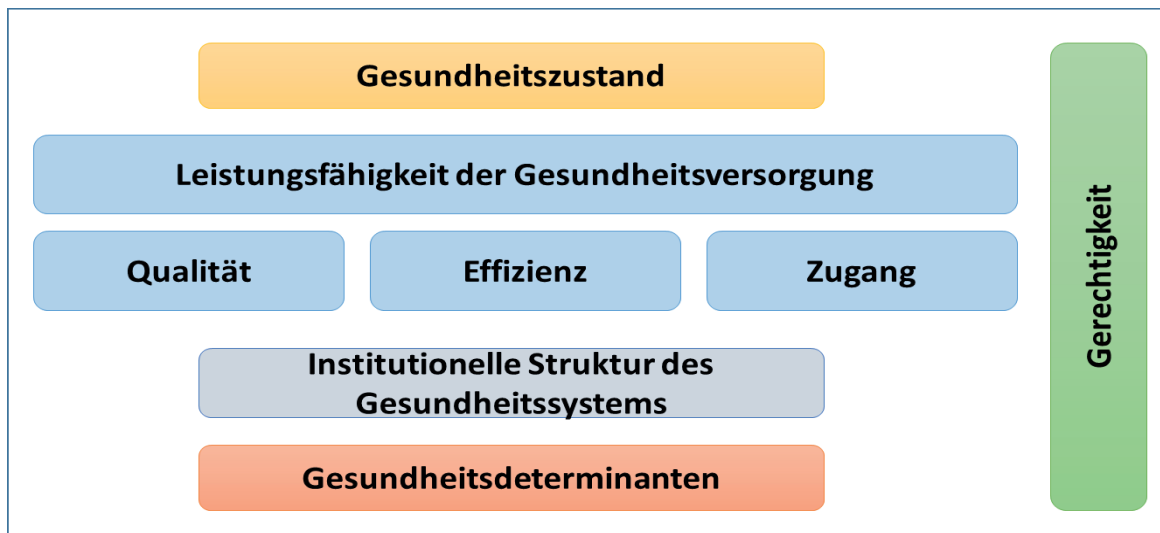 Gesundheitszustand
Leistungsfähigkeit der Gesundheitsversorgung
Qualität
Effizienz
Zugang
Institutionelle Struktur des
Gesundheitssystems
Gesundheitsdeterminanten
Gerechtigkeit